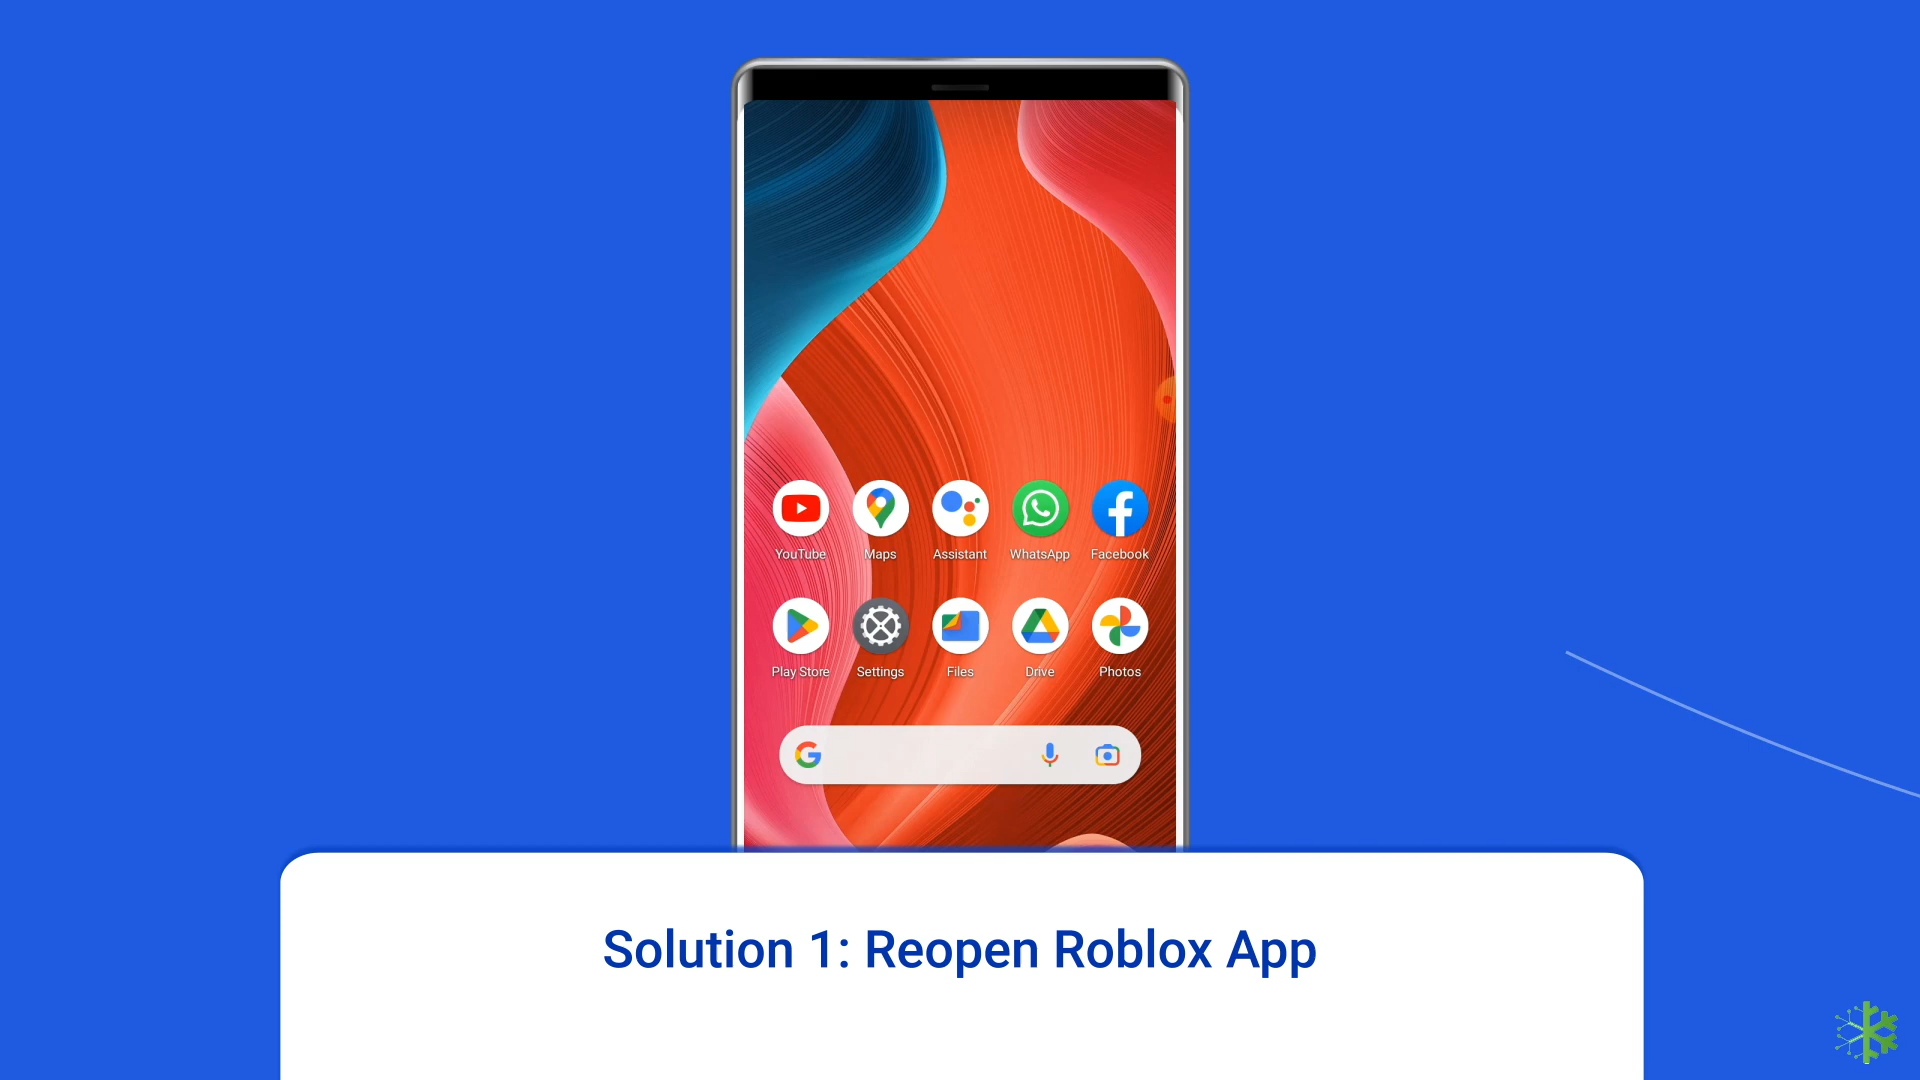 YouTube Maps Assistant WhatsApp Facebook
Play Store Settings Files Drive Photos
Solution 1: Reopen Roblox App